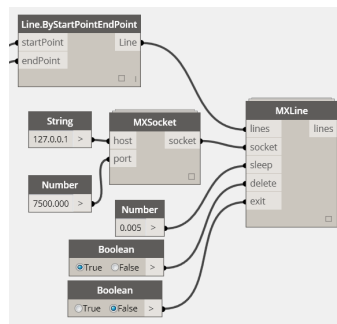 Line.ByStartPointEndPoint
startPoint Line
endPoint
String
127.0.0.1 >
MXSocket
host socket
port
Number
7500.000 >
MXLine
lines lines
socket
sleep
delete
exit
Number
0.005 >
Boolean
True False >
Boolean
True False >